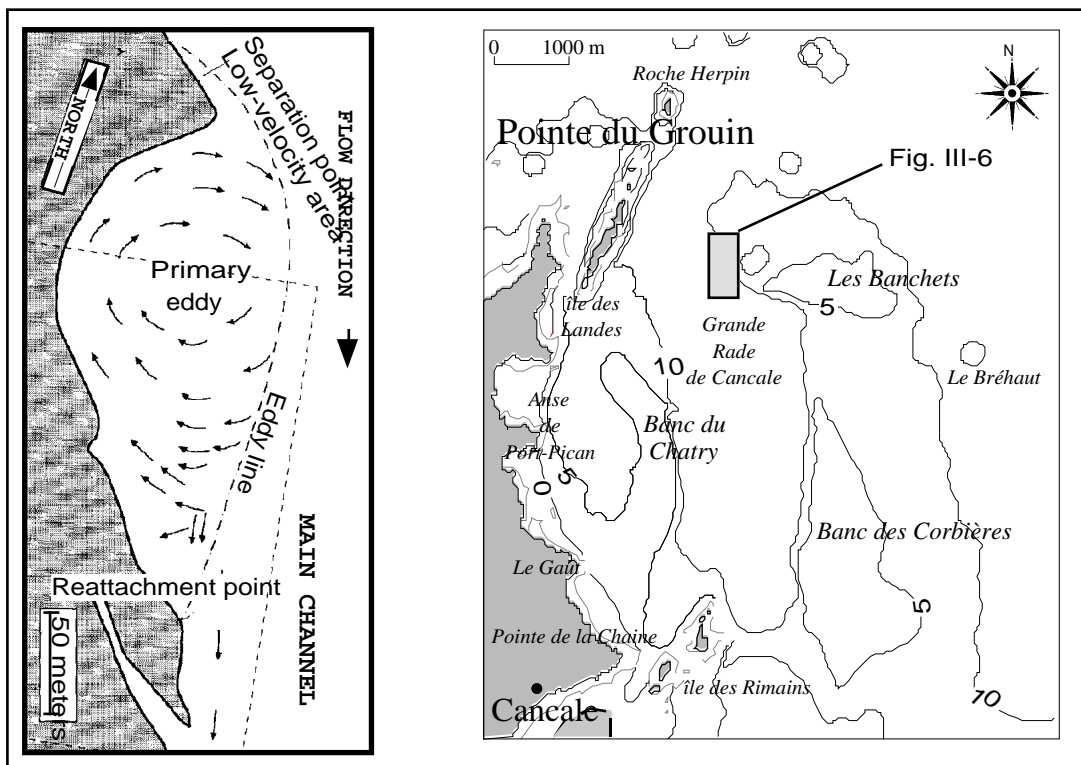 Separation point
Low-velocity area
NORTH
FLOW DIRECTION
Primary
eddy
Eddy line
MAIN CHANNEL
Reattachment point
50 meters
0 1000 m
N
Roche Herpin
Pointe du Grouin
Fig. III-6
Les Banchets
5
île des
Landes
Grande
Rade
de Cancale
10
Le Bréhaut
Anse
de
Port-Pican
Banc du
Chatry
5
0
Banc des Corbières
Le Gaût
5
Pointe de la Chaine
île des Rimains
10
Cancale